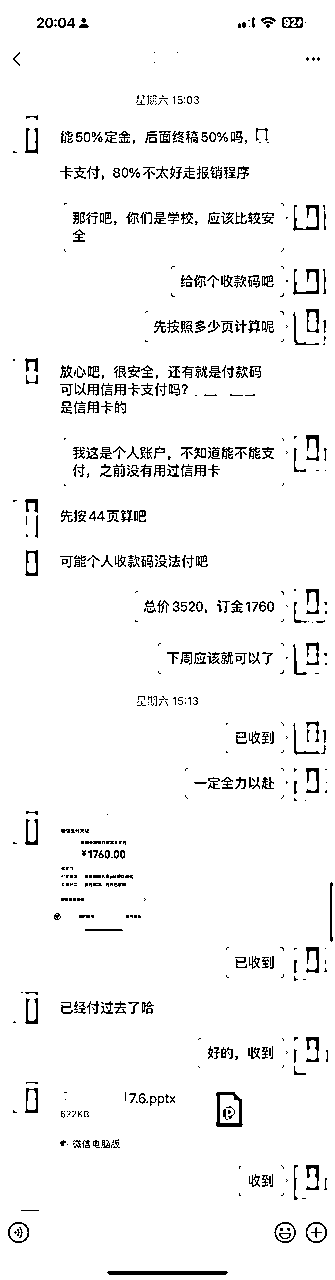 20:04
92
星期六 15:03
能50%定金，后面终稿50%吗，
卡支付，80%不太好走报销程序
那行吧，你们是学校，应该比较安
全
给你个收款码吧
先按照多少页计算呢
放心吧，很安全，还有就是付款码
可以用信用卡支付吗？
是信用卡的
我这是个人账户，不知道能不能支
付，之前没有用过信用卡
先按44页算吧
可能个人收款码没法付吧
总价3520，订金1760
下周应该就可以了
星期六 15:13
已收到
一定全力以赴
¥1760.00
已收到
已经付过去了哈
好的，收到
7.6.pptx
622KB
微信电脑版
收到